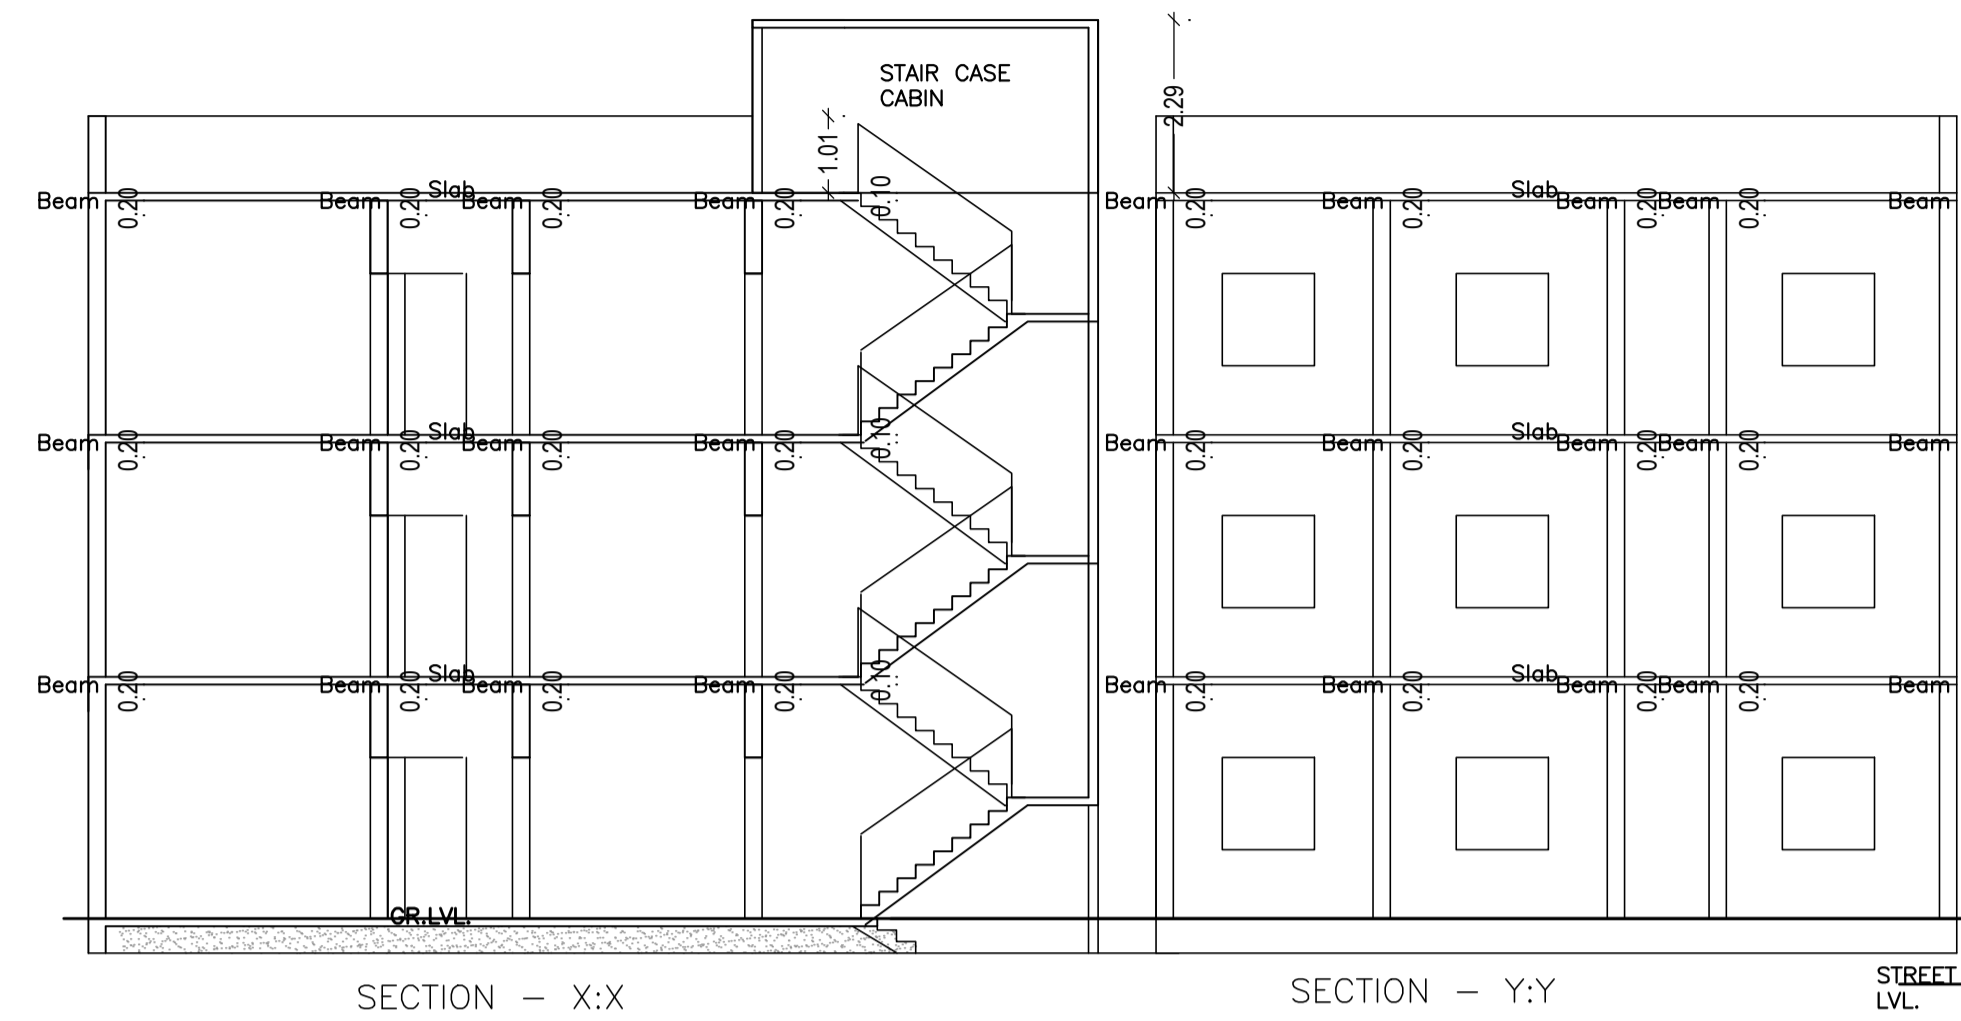 STAIR CASE
CABIN
2.29
1.01
Beam 0.20 Beam 0.20 Slab Beam 0.20 Beam 0.20 0.10
Beam 0.20 Beam 0.20 Slab Beam 0.20 Beam 0.20 Beam
Beam 0.20 Beam 0.20 Slab Beam 0.20 Beam 0.20 0.10
Beam 0.20 Beam 0.20 Slab Beam 0.20 Beam 0.20 Beam
Beam 0.20 Beam 0.20 Slab Beam 0.20 Beam 0.20 0.10
Beam 0.20 Beam 0.20 Slab Beam 0.20 Beam 0.20 Beam
GR.LVL.
SECTION - X:X
SECTION - Y:Y
STREET
LVL.